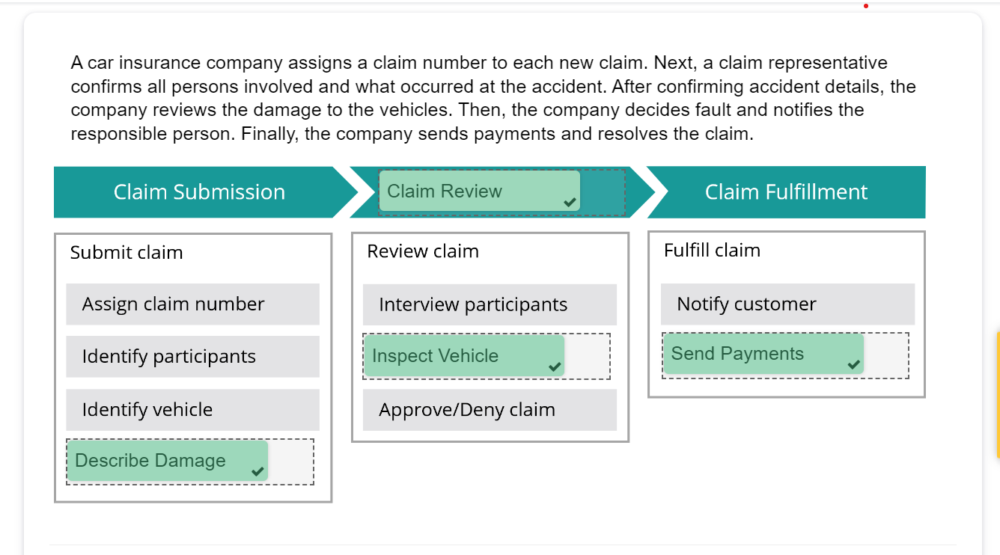 A car insurance company assigns a claim number to each new claim. Next, a claim representative
confirms all persons involved and what occurred at the accident. After confirming accident details, the
company reviews the damage to the vehicles. Then, the company decides fault and notifies the
responsible person. Finally, the company sends payments and resolves the claim.
Claim Submission
Claim Review
Claim Fulfillment
Submit claim
Assign claim number
Identify participants
Identify vehicle
Describe Damage
Review claim
Interview participants
Inspect Vehicle
Approve/Deny claim
Fulfill claim
Notify customer
Send Payments